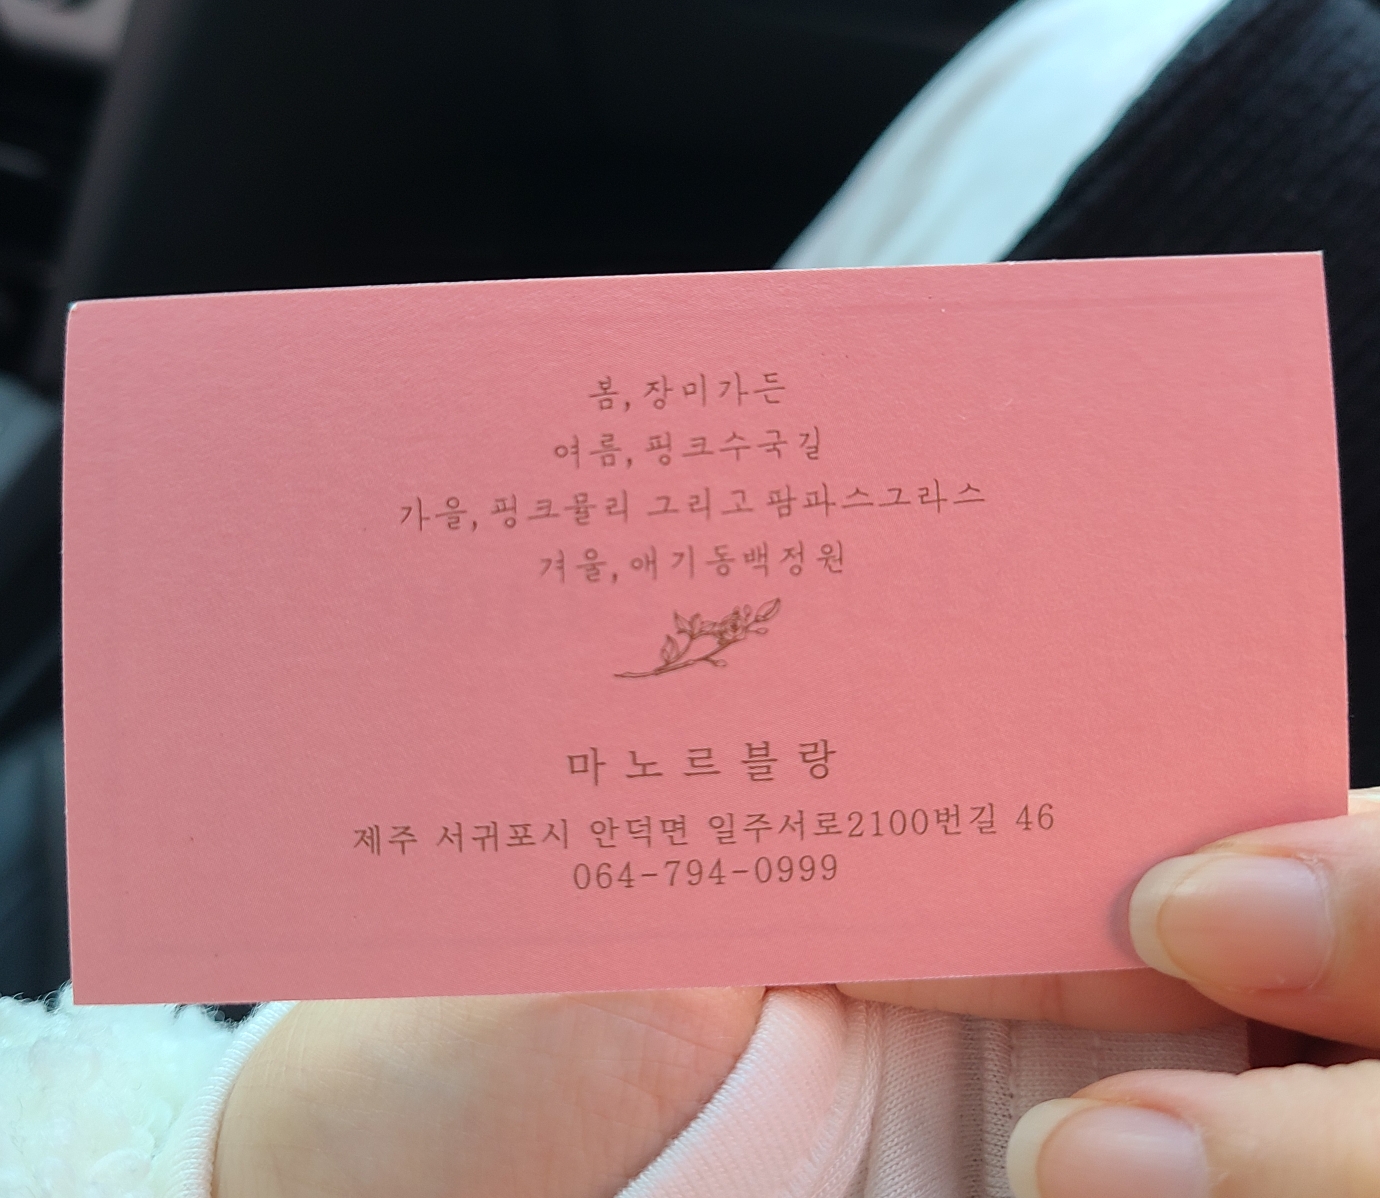 봄, 장미가든
여름, 핑크수국길
가을, 핑크뮬리 그리고 팜파스그라스
겨울, 애기동백정원
마노르블랑
제주 서귀포시 안덕면 일주서로2100번길 46
064-794-0999